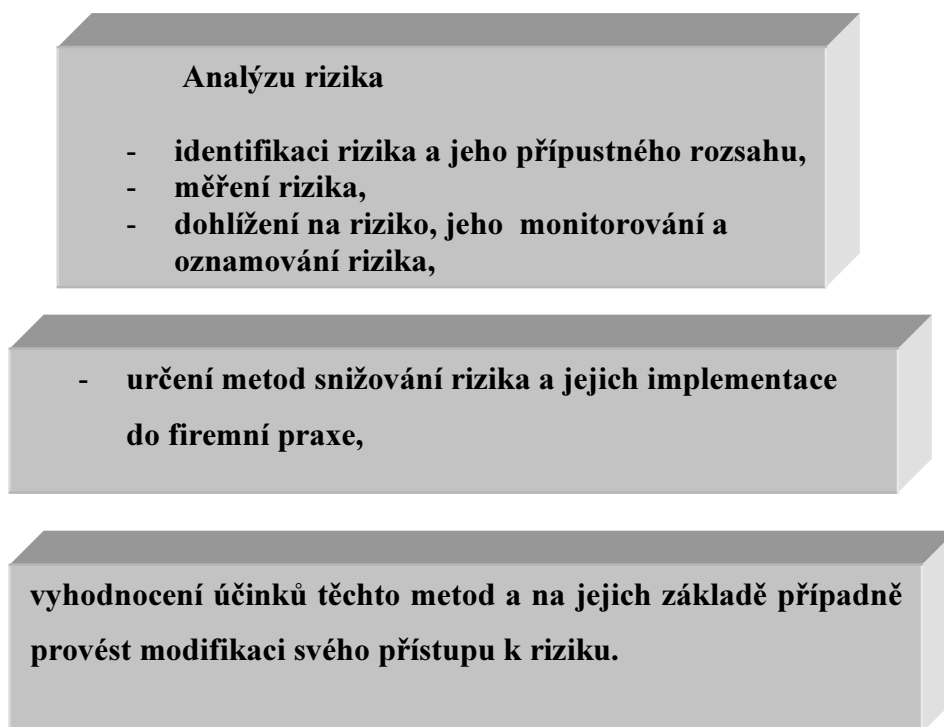 Analýzu rizika
- identifikaci rizika a jeho přípustného rozsahu,
- měření rizika,
- dohlížení na riziko, jeho monitorování a
oznamování rizika,
- určení metod snižování rizika a jejich implementace
do firemní praxe,
vyhodnocení účinků těchto metod a na jejich základě případně
provést modifikaci svého přístupu k riziku.